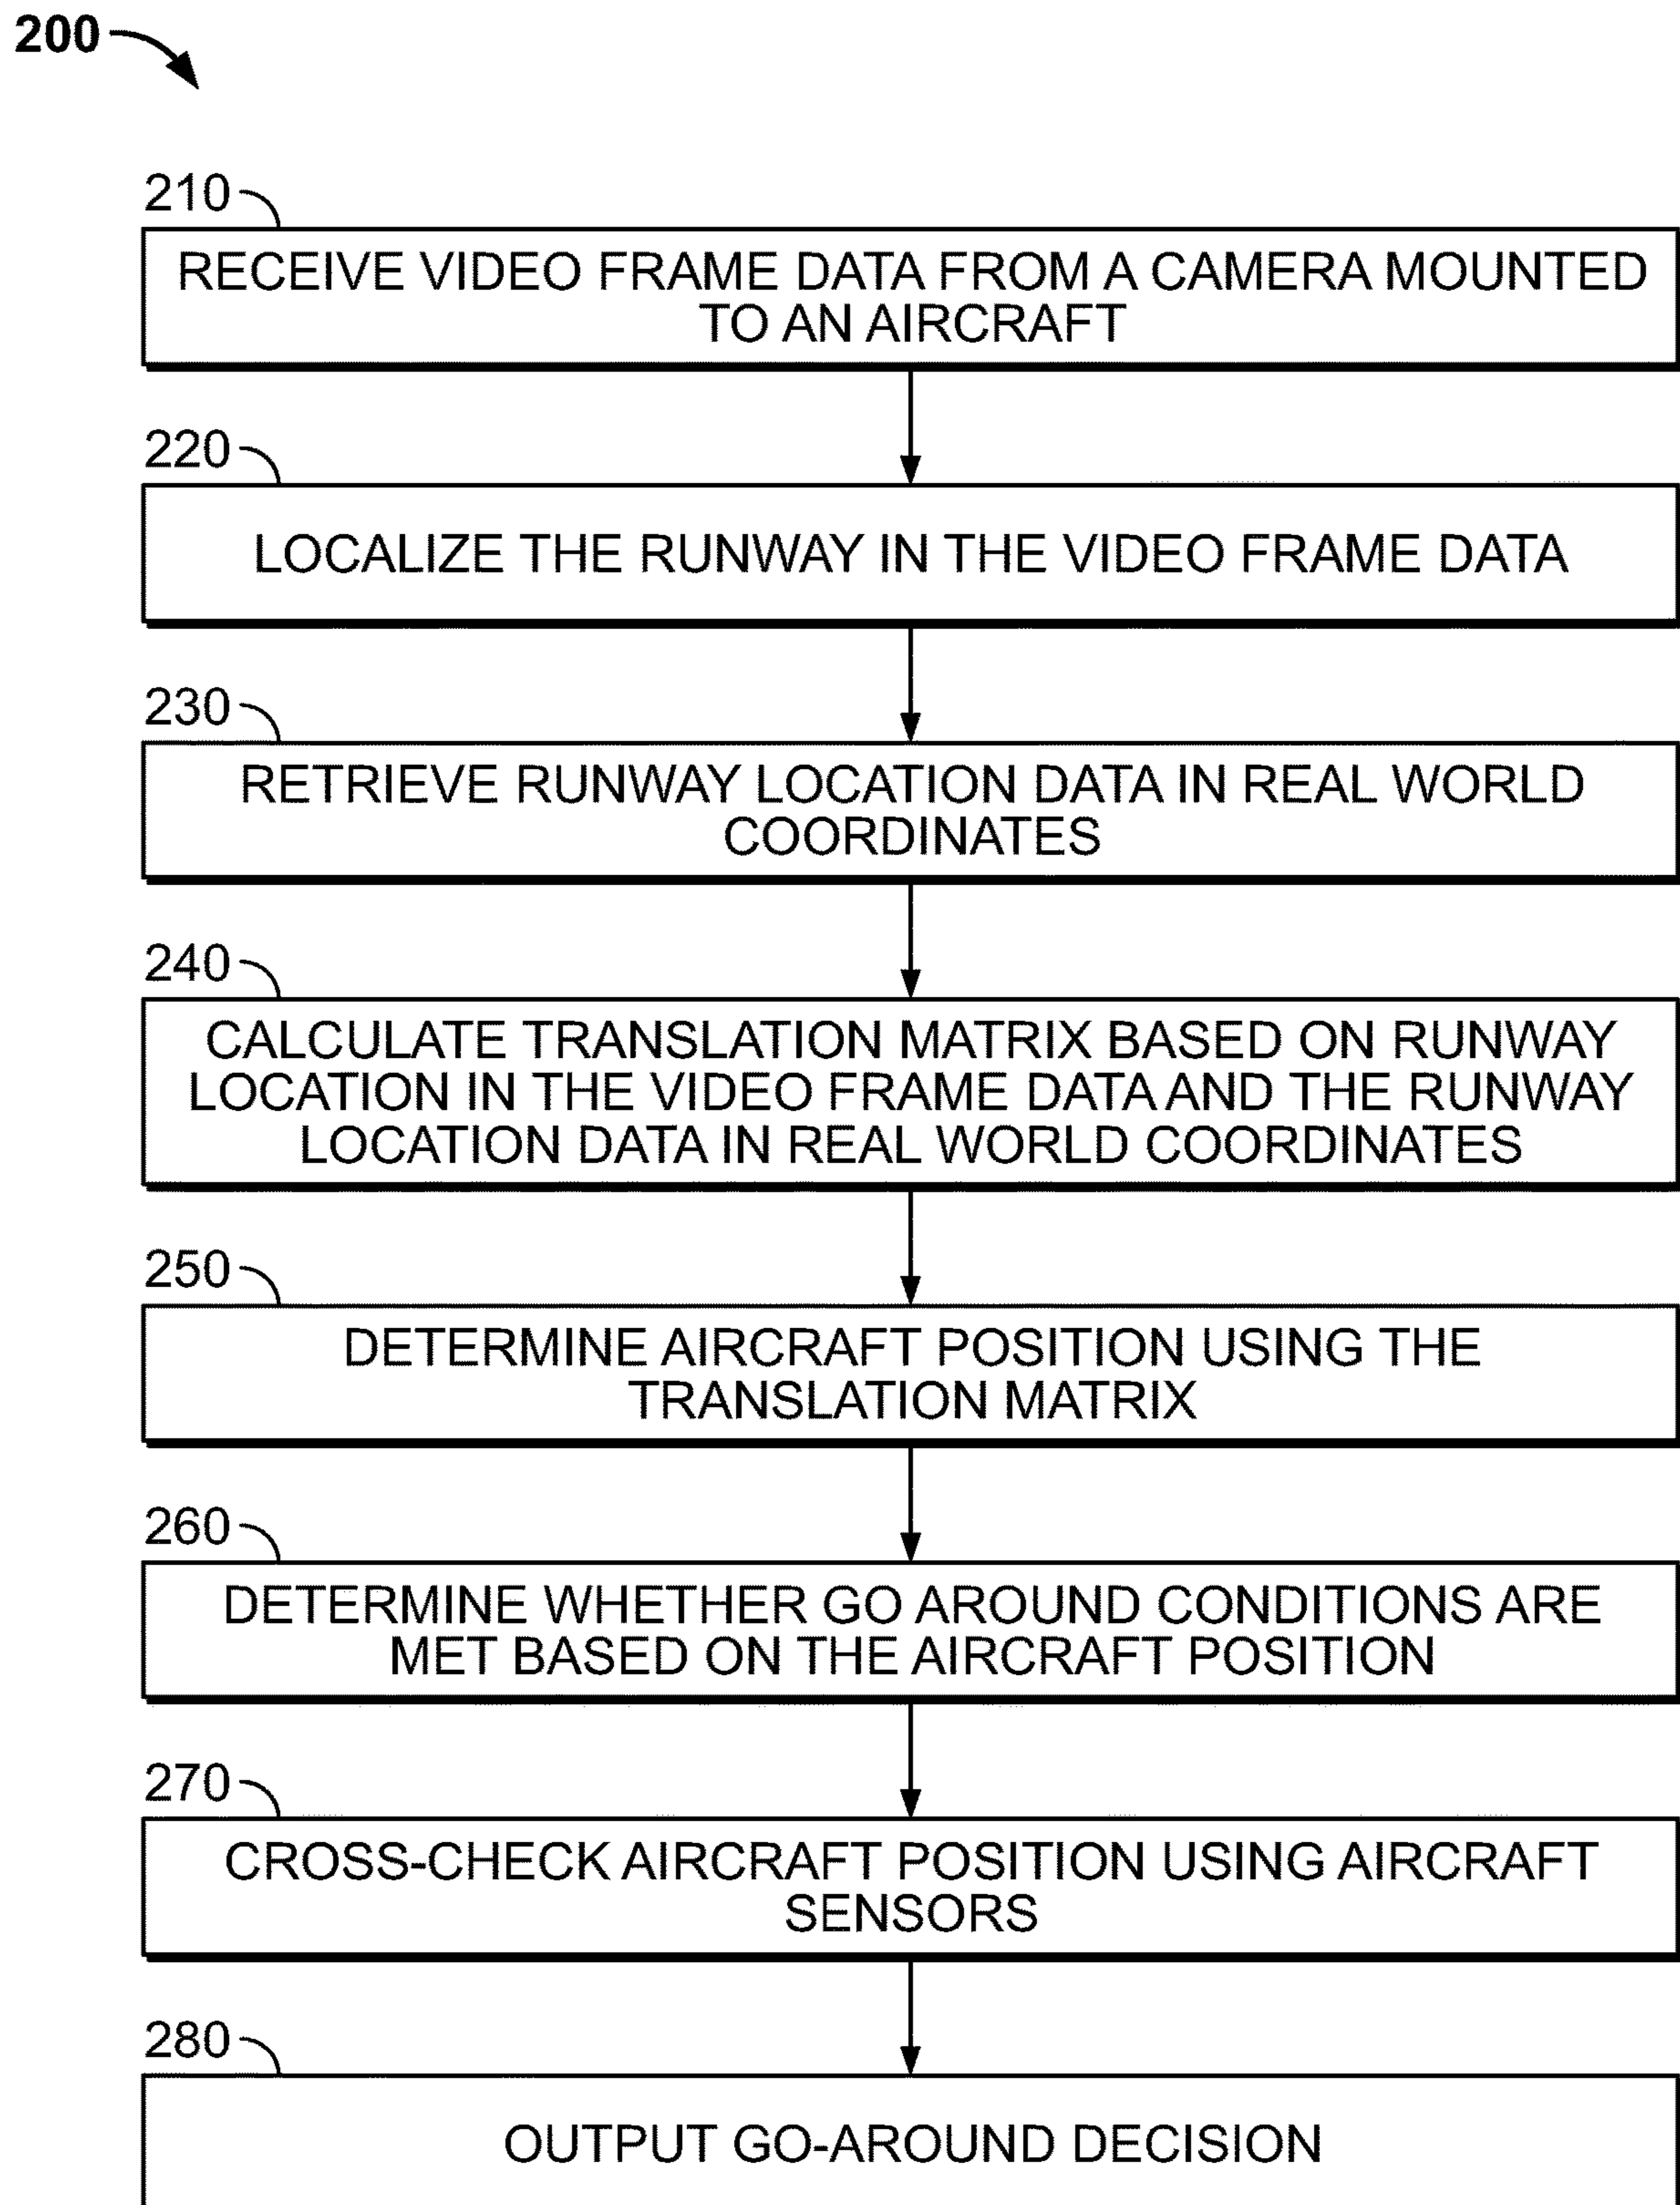 200
210
RECEIVE VIDEO FRAME DATA FROM A CAMERA MOUNTED
TO AN AIRCRAFT
220
LOCALIZE THE RUNWAY IN THE VIDEO FRAME DATA
230
RETRIEVE RUNWAY LOCATION DATA IN REAL WORLD
COORDINATES
240
CALCULATE TRANSLATION MATRIX BASED ON RUNWAY
LOCATION IN THE VIDEO FRAME DATA AND THE RUNWAY
LOCATION DATA IN REAL WORLD COORDINATES
250
DETERMINE AIRCRAFT POSITION USING THE
TRANSLATION MATRIX
260
DETERMINE WHETHER GO AROUND CONDITIONS ARE
MET BASED ON THE AIRCRAFT POSITION
270
CROSS-CHECK AIRCRAFT POSITION USING AIRCRAFT
SENSORS
280
OUTPUT GO-AROUND DECISION